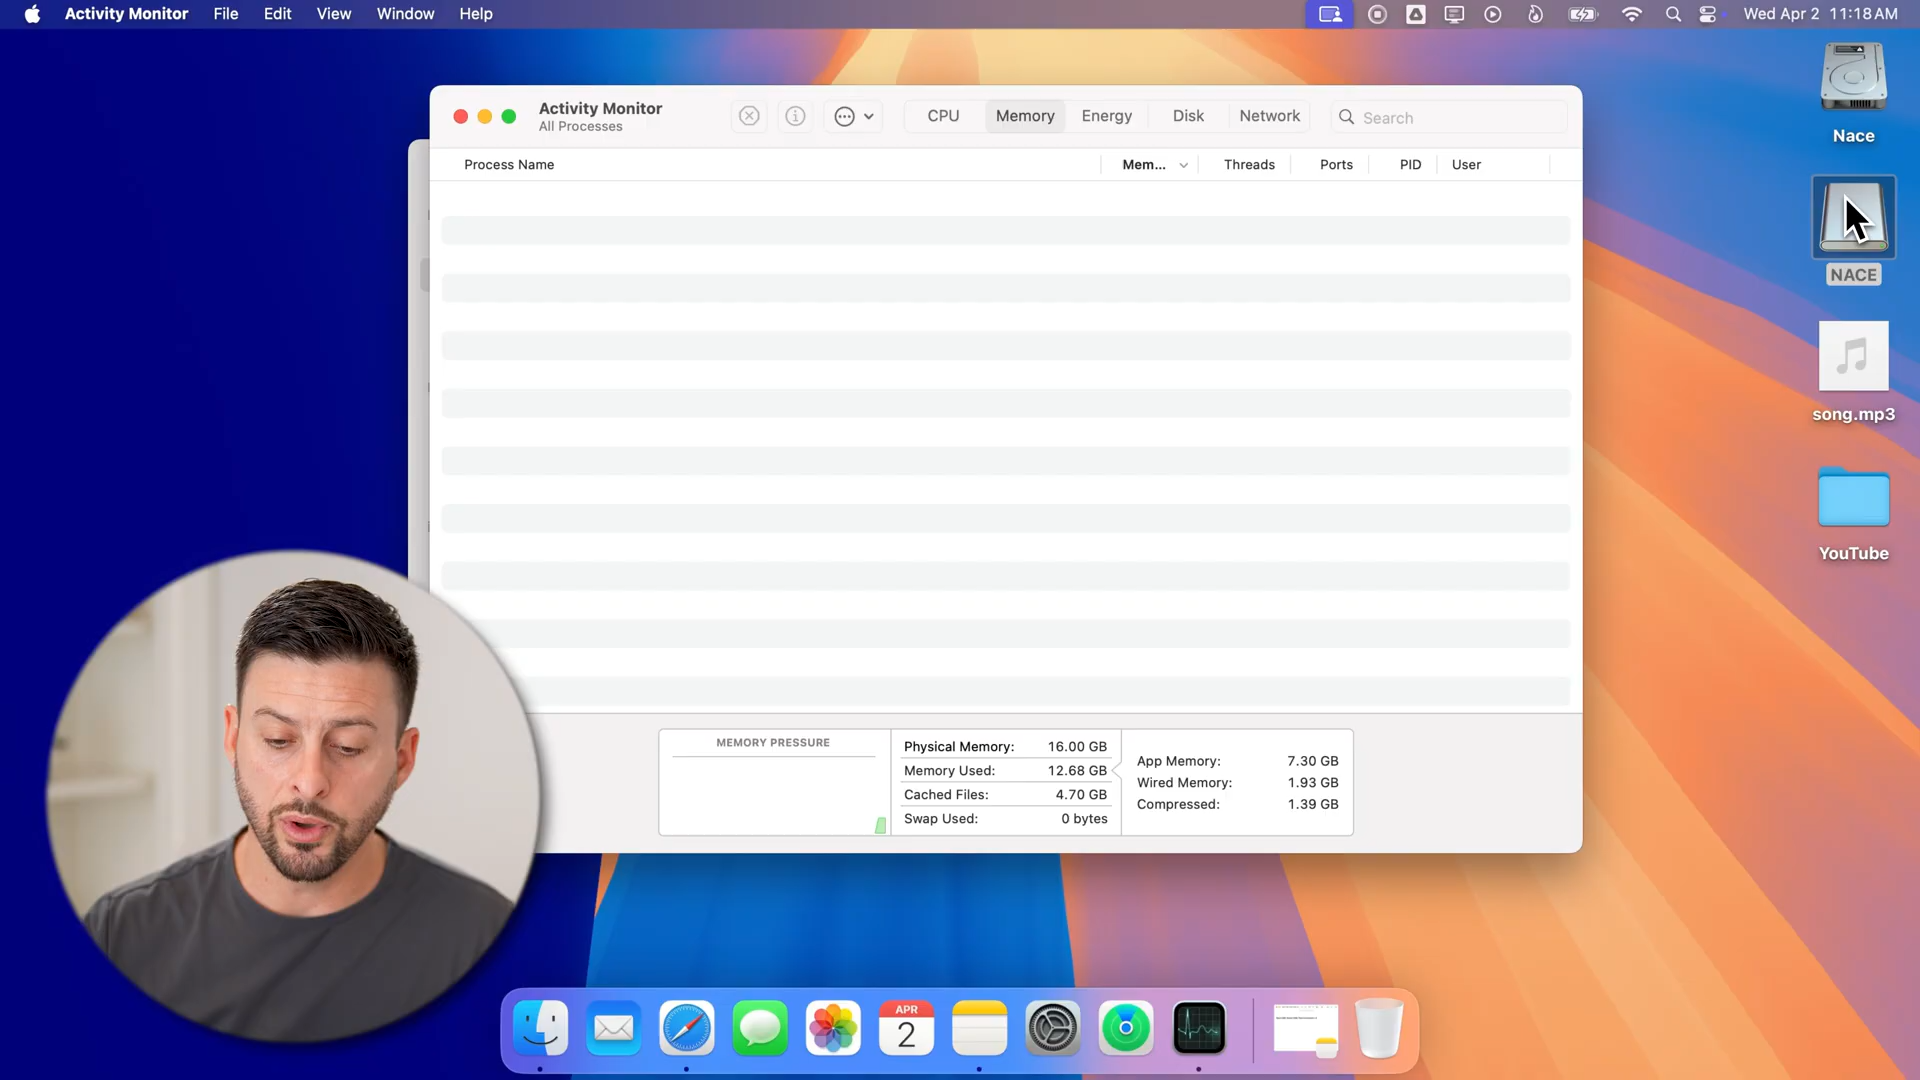 Activity Monitor File Edit View Window Help Wed Apr 2 11:18 AM
Activity Monitor
All Processes
CPU Memory Energy Disk Network Search
Process Name Mem... Threads Ports PID User
MEMORY PRESSURE
Physical Memory: 16.00 GB
Memory Used: 12.68 GB
Cached Files: 4.70 GB
Swap Used: 0 bytes
App Memory: 7.30 GB
Wired Memory: 1.93 GB
Compressed: 1.39 GB
Nace
NACE
song.mp3
YouTube
APR
2